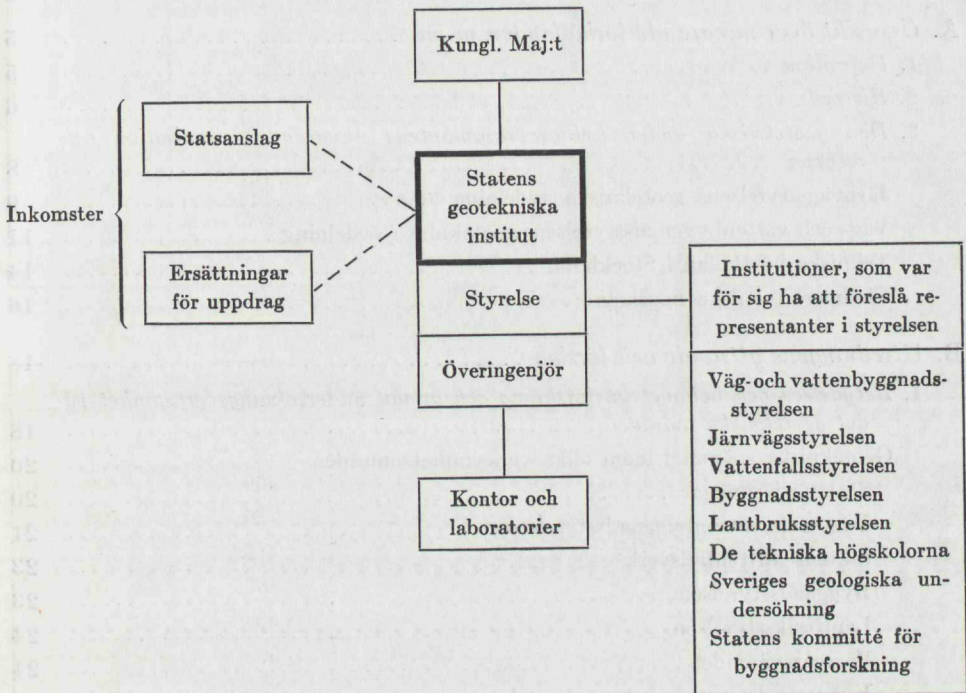 Kungl. Maj:t
Inkomster
Statsanslag
Ersättningar
för uppdrag
Statens
geotekniska
institut
Styrelse
Överingenjör
Kontor och
laboratorier
Institutioner, som var
för sig ha att föreslå re-
presentanter i styrelsen
Väg- och vattenbyggnads-
styrelsen
Järnvägsstyrelsen
Vattenfallsstyrelsen
Byggnadsstyrelsen
Lantbruksstyrelsen
De tekniska högskolorna
Sveriges geologiska un-
dersökning
Statens kommitté för
byggnadsforskning